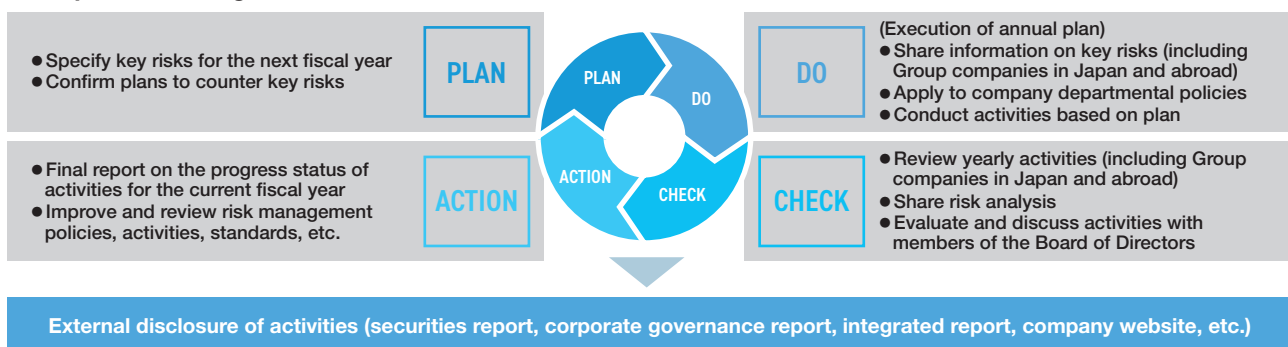 ● Specify key risks for the next fiscal year
● Confirm plans to counter key risks
PLAN
PLAN
DO
ACTION
CHECK
DO
(Execution of annual plan)
● Share information on key risks (including
Group companies in Japan and abroad)
● Apply to company departmental policies
● Conduct activities based on plan
● Final report on the progress status of
activities for the current fiscal year
● Improve and review risk management
policies, activities, standards, etc.
ACTION
CHECK
● Review yearly activities (including Group
companies in Japan and abroad)
● Share risk analysis
● Evaluate and discuss activities with
members of the Board of Directors
External disclosure of activities (securities report, corporate governance report, integrated report, company website, etc.)